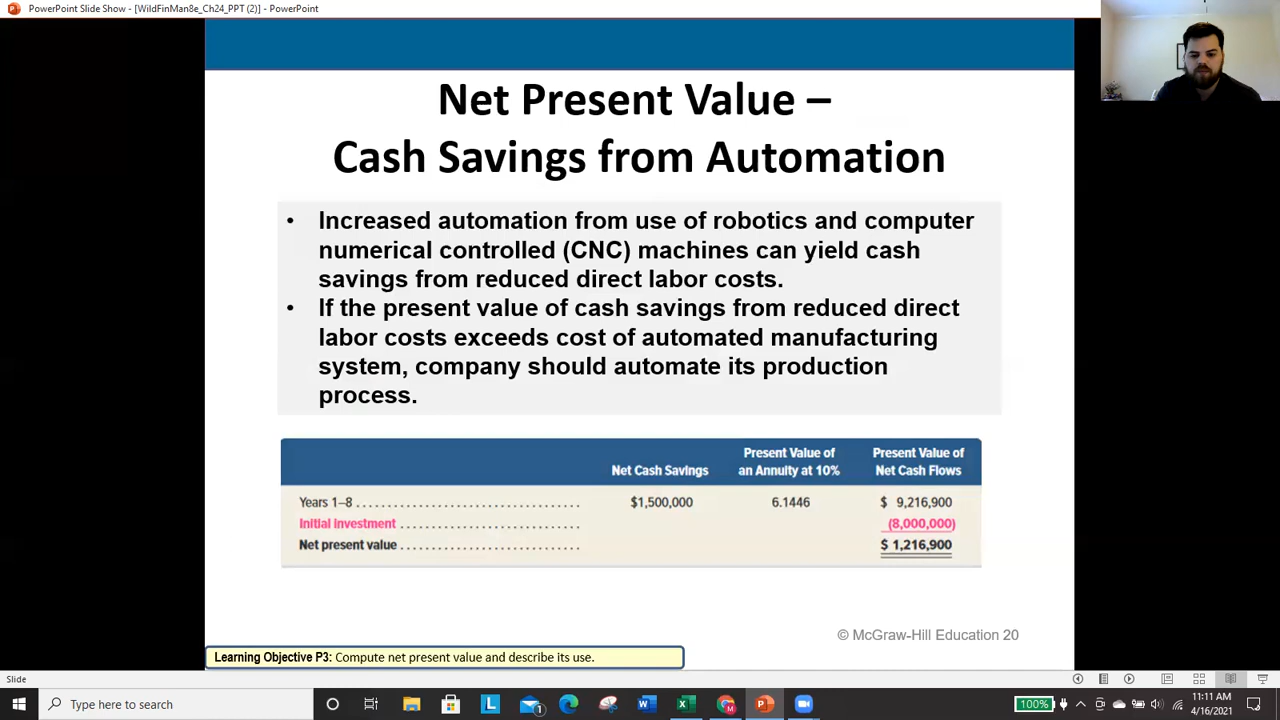 PowerPoint Slide Show - [WildFinMan8e_Ch24_PPT (2)] - PowerPoint
Net Present Value –
Cash Savings from Automation
• Increased automation from use of robotics and computer
numerical controlled (CNC) machines can yield cash
savings from reduced direct labor costs.
• If the present value of cash savings from reduced direct
labor costs exceeds cost of automated manufacturing
system, company should automate its production
process.
Present Value of Present Value of
Net Cash Savings an Annuity at 10% Net Cash Flows
Years 1–8 $1,500,000 6.1446 $ 9,216,900
Initial investment (8,000,000)
Net present value $ 1,216,900
© McGraw-Hill Education 20
Learning Objective P3: Compute net present value and describe its use.
Slide
Type here to search
100%
11:11 AM
4/16/2021